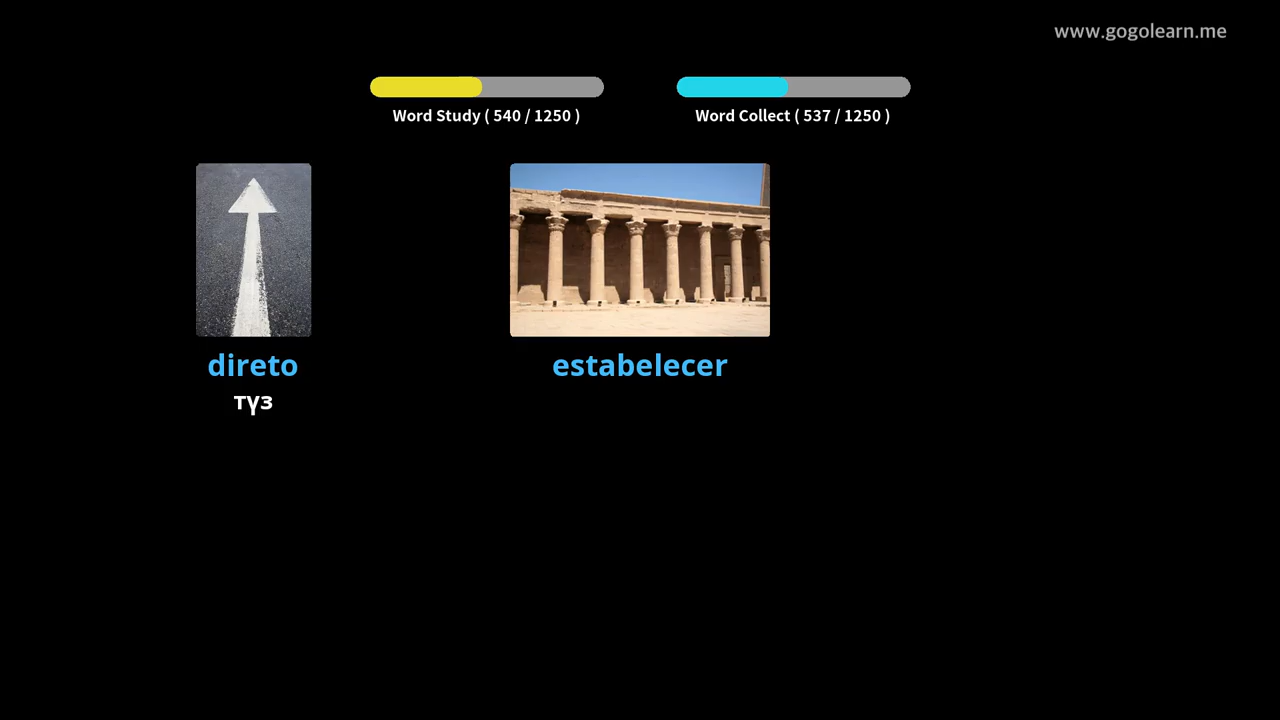 www.gogolearn.me
Word Study ( 540 / 1250 )
Word Collect ( 537 / 1250 )
direto
estabelecer
түз